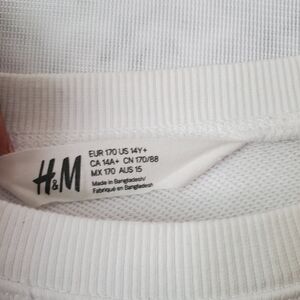 H&M
EUR 170 US 14Y+
CA 14A+ CN 170/88
MX 170 AUS 15
Made in Bangladesh/
Fabriqué en Bangladesh